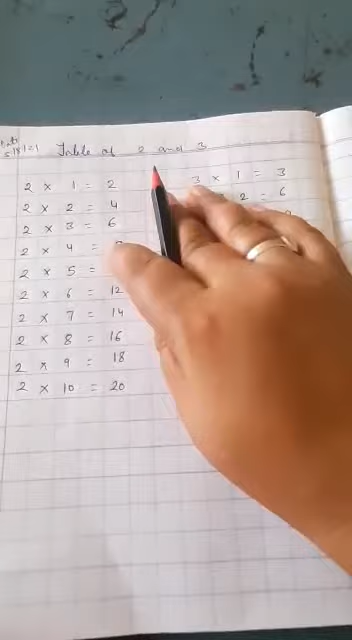 Table of 2 and 3
2 × 1 = 2
2 × 2 = 4
2 × 3 = 6
2 × 4 =
2 × 5 =
2 × 6 = 12
2 × 7 = 14
2 × 8 = 16
2 × 9 = 18
2 × 10 = 20
3 × 1 = 3
2 = 6